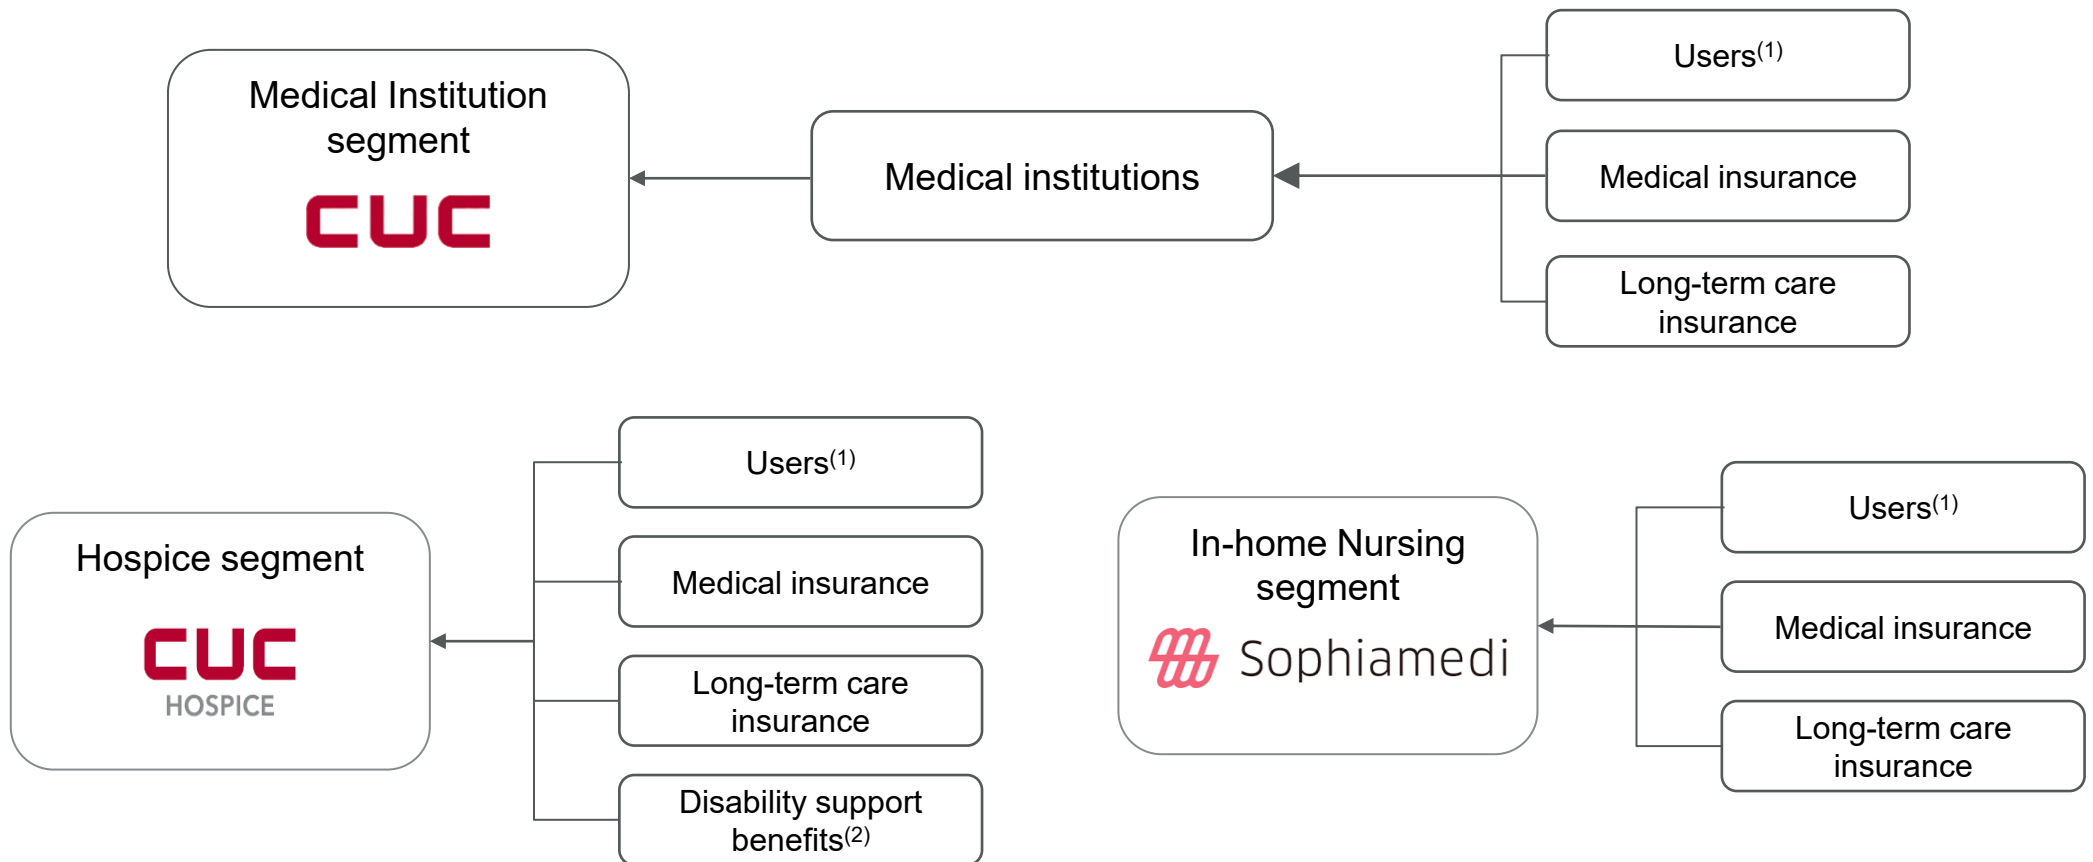 Medical Institution
segment
CUC
Medical institutions
Users(1)
Medical insurance
Long-term care
insurance
Hospice segment
CUC
HOSPICE
Users(1)
Medical insurance
Long-term care
insurance
Disability support
benefits(2)
In-home Nursing
segment
Sophiamedi
Users(1)
Medical insurance
Long-term care
insurance